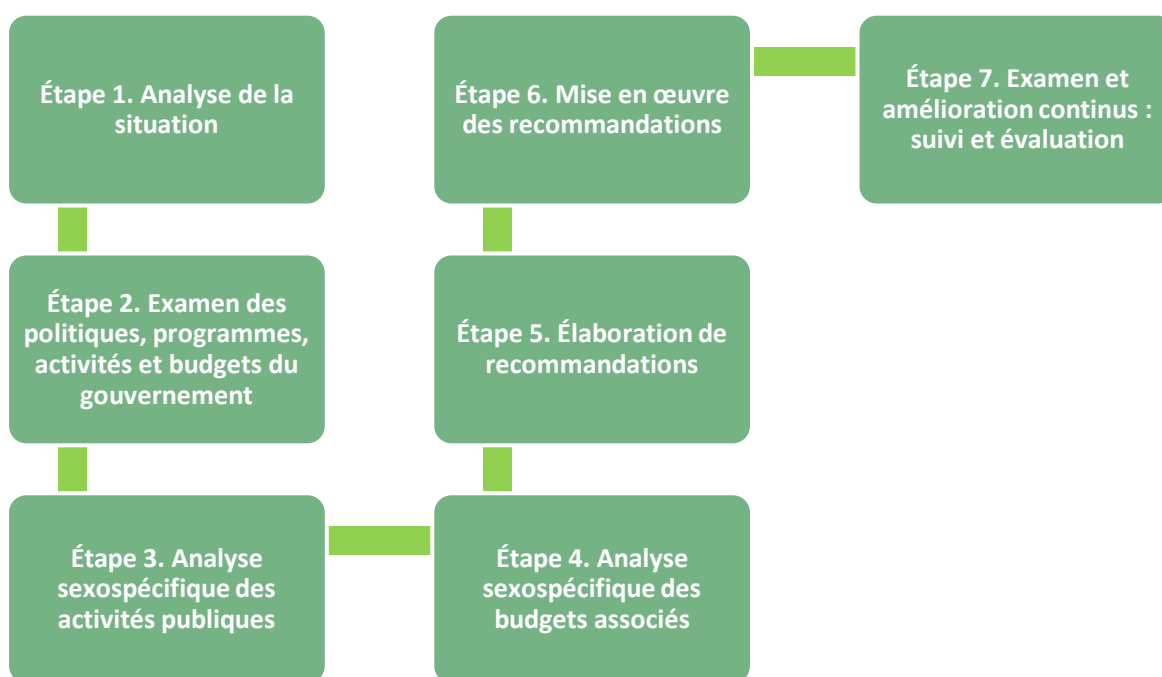 Étape 1. Analyse de la
situation
Étape 2. Examen des
politiques, programmes,
activités et budgets du
gouvernement
Étape 3. Analyse
sexospécifique des
activités publiques
Étape 4. Analyse
sexospécifique des
budgets associés
Étape 5. Élaboration de
recommandations
Étape 6. Mise en œuvre
des recommandations
Étape 7. Examen et
amélioration continus :
suivi et évaluation